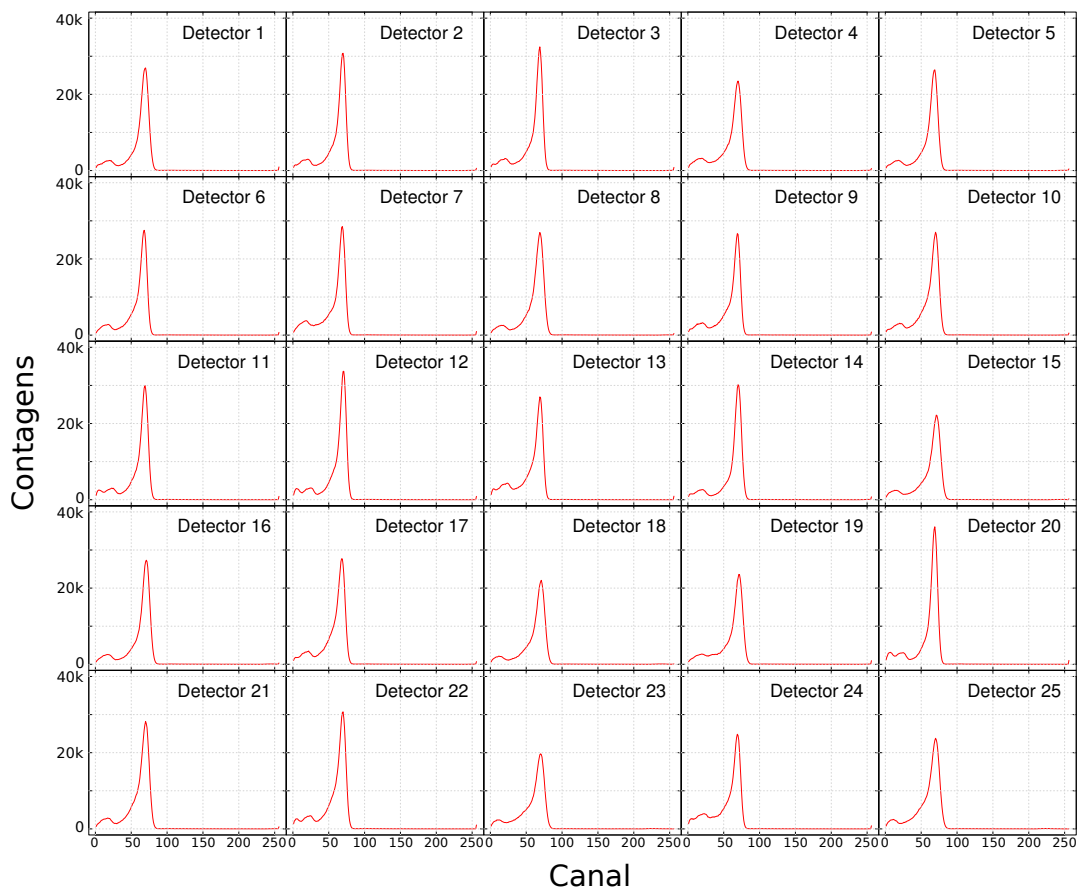 40k Detector 1 Detector 2 Detector 3 Detector 4 Detector 5
20k
0
40k Detector 6 Detector 7 Detector 8 Detector 9 Detector 10
20k
0
40k Detector 11 Detector 12 Detector 13 Detector 14 Detector 15
20k
0
40k Detector 16 Detector 17 Detector 18 Detector 19 Detector 20
20k
0
40k Detector 21 Detector 22 Detector 23 Detector 24 Detector 25
20k
0
0 50 100 150 200 250 0 50 100 150 200 250 0 50 100 150 200 250 0 50 100 150 200 250 0 50 100 150 200 250
Contagens
Canal